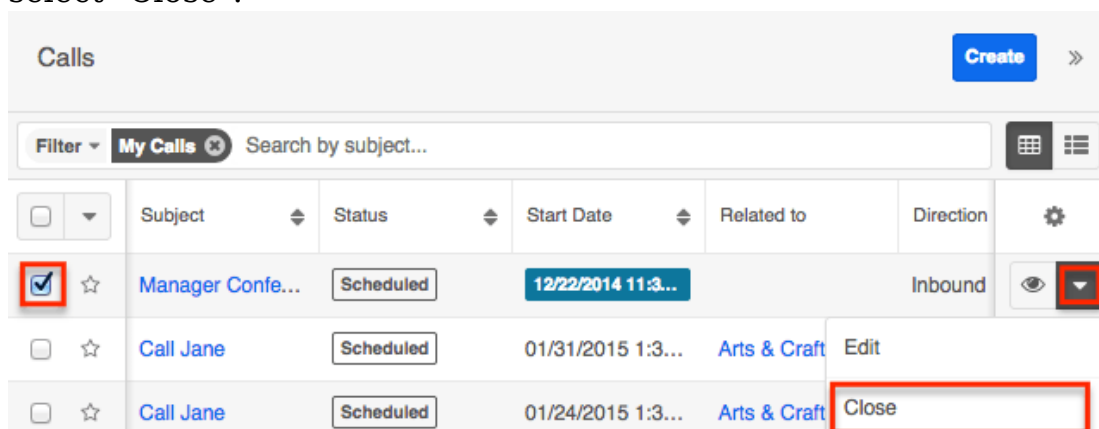 Calls
Create
Filter My Calls Search by subject...
Subject Status Start Date Related to Direction
Manager Confe... Scheduled 12/22/2014 11:3... Inbound
Call Jane Scheduled 01/31/2015 1:3... Arts & Craft Edit
Call Jane Scheduled 01/24/2015 1:3... Arts & Craft Close